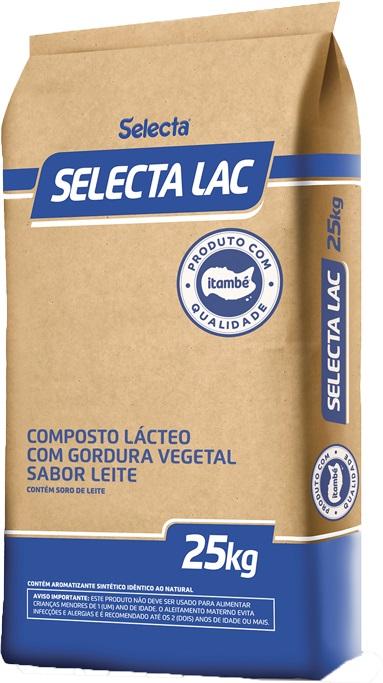 Selecta
SELECTA LAC
PRODUTO COM
itambé
QUALIDADE
COMPOSTO LÁCTEO
COM GORDURA VEGETAL
SABOR LEITE
CONTÉM SORO DE LEITE
25kg
CONTÉM AROMATIZANTE SINTÉTICO IDÊNTICO AO NATURAL
AVISO IMPORTANTE: ESTE PRODUTO NÃO DEVE SER USADO PARA ALIMENTAR
CRIANÇAS MENORES DE 1 (UM) ANO DE IDADE. O ALEITAMENTO MATERNO EVITA
INFECÇÕES E ALERGIAS E É RECOMENDADO ATÉ OS 2 (DOIS) ANOS DE IDADE OU MAIS.
SELECTA LAC 25kg
PRODUTO COM
itambé
QUALIDADE